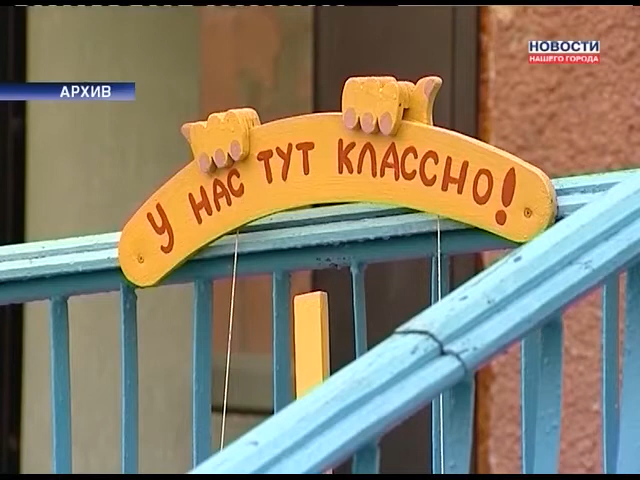 НОВОСТИ
НАШЕГО ГОРОДА
АРХИВ
У НАС ТУТ КЛАССНО!